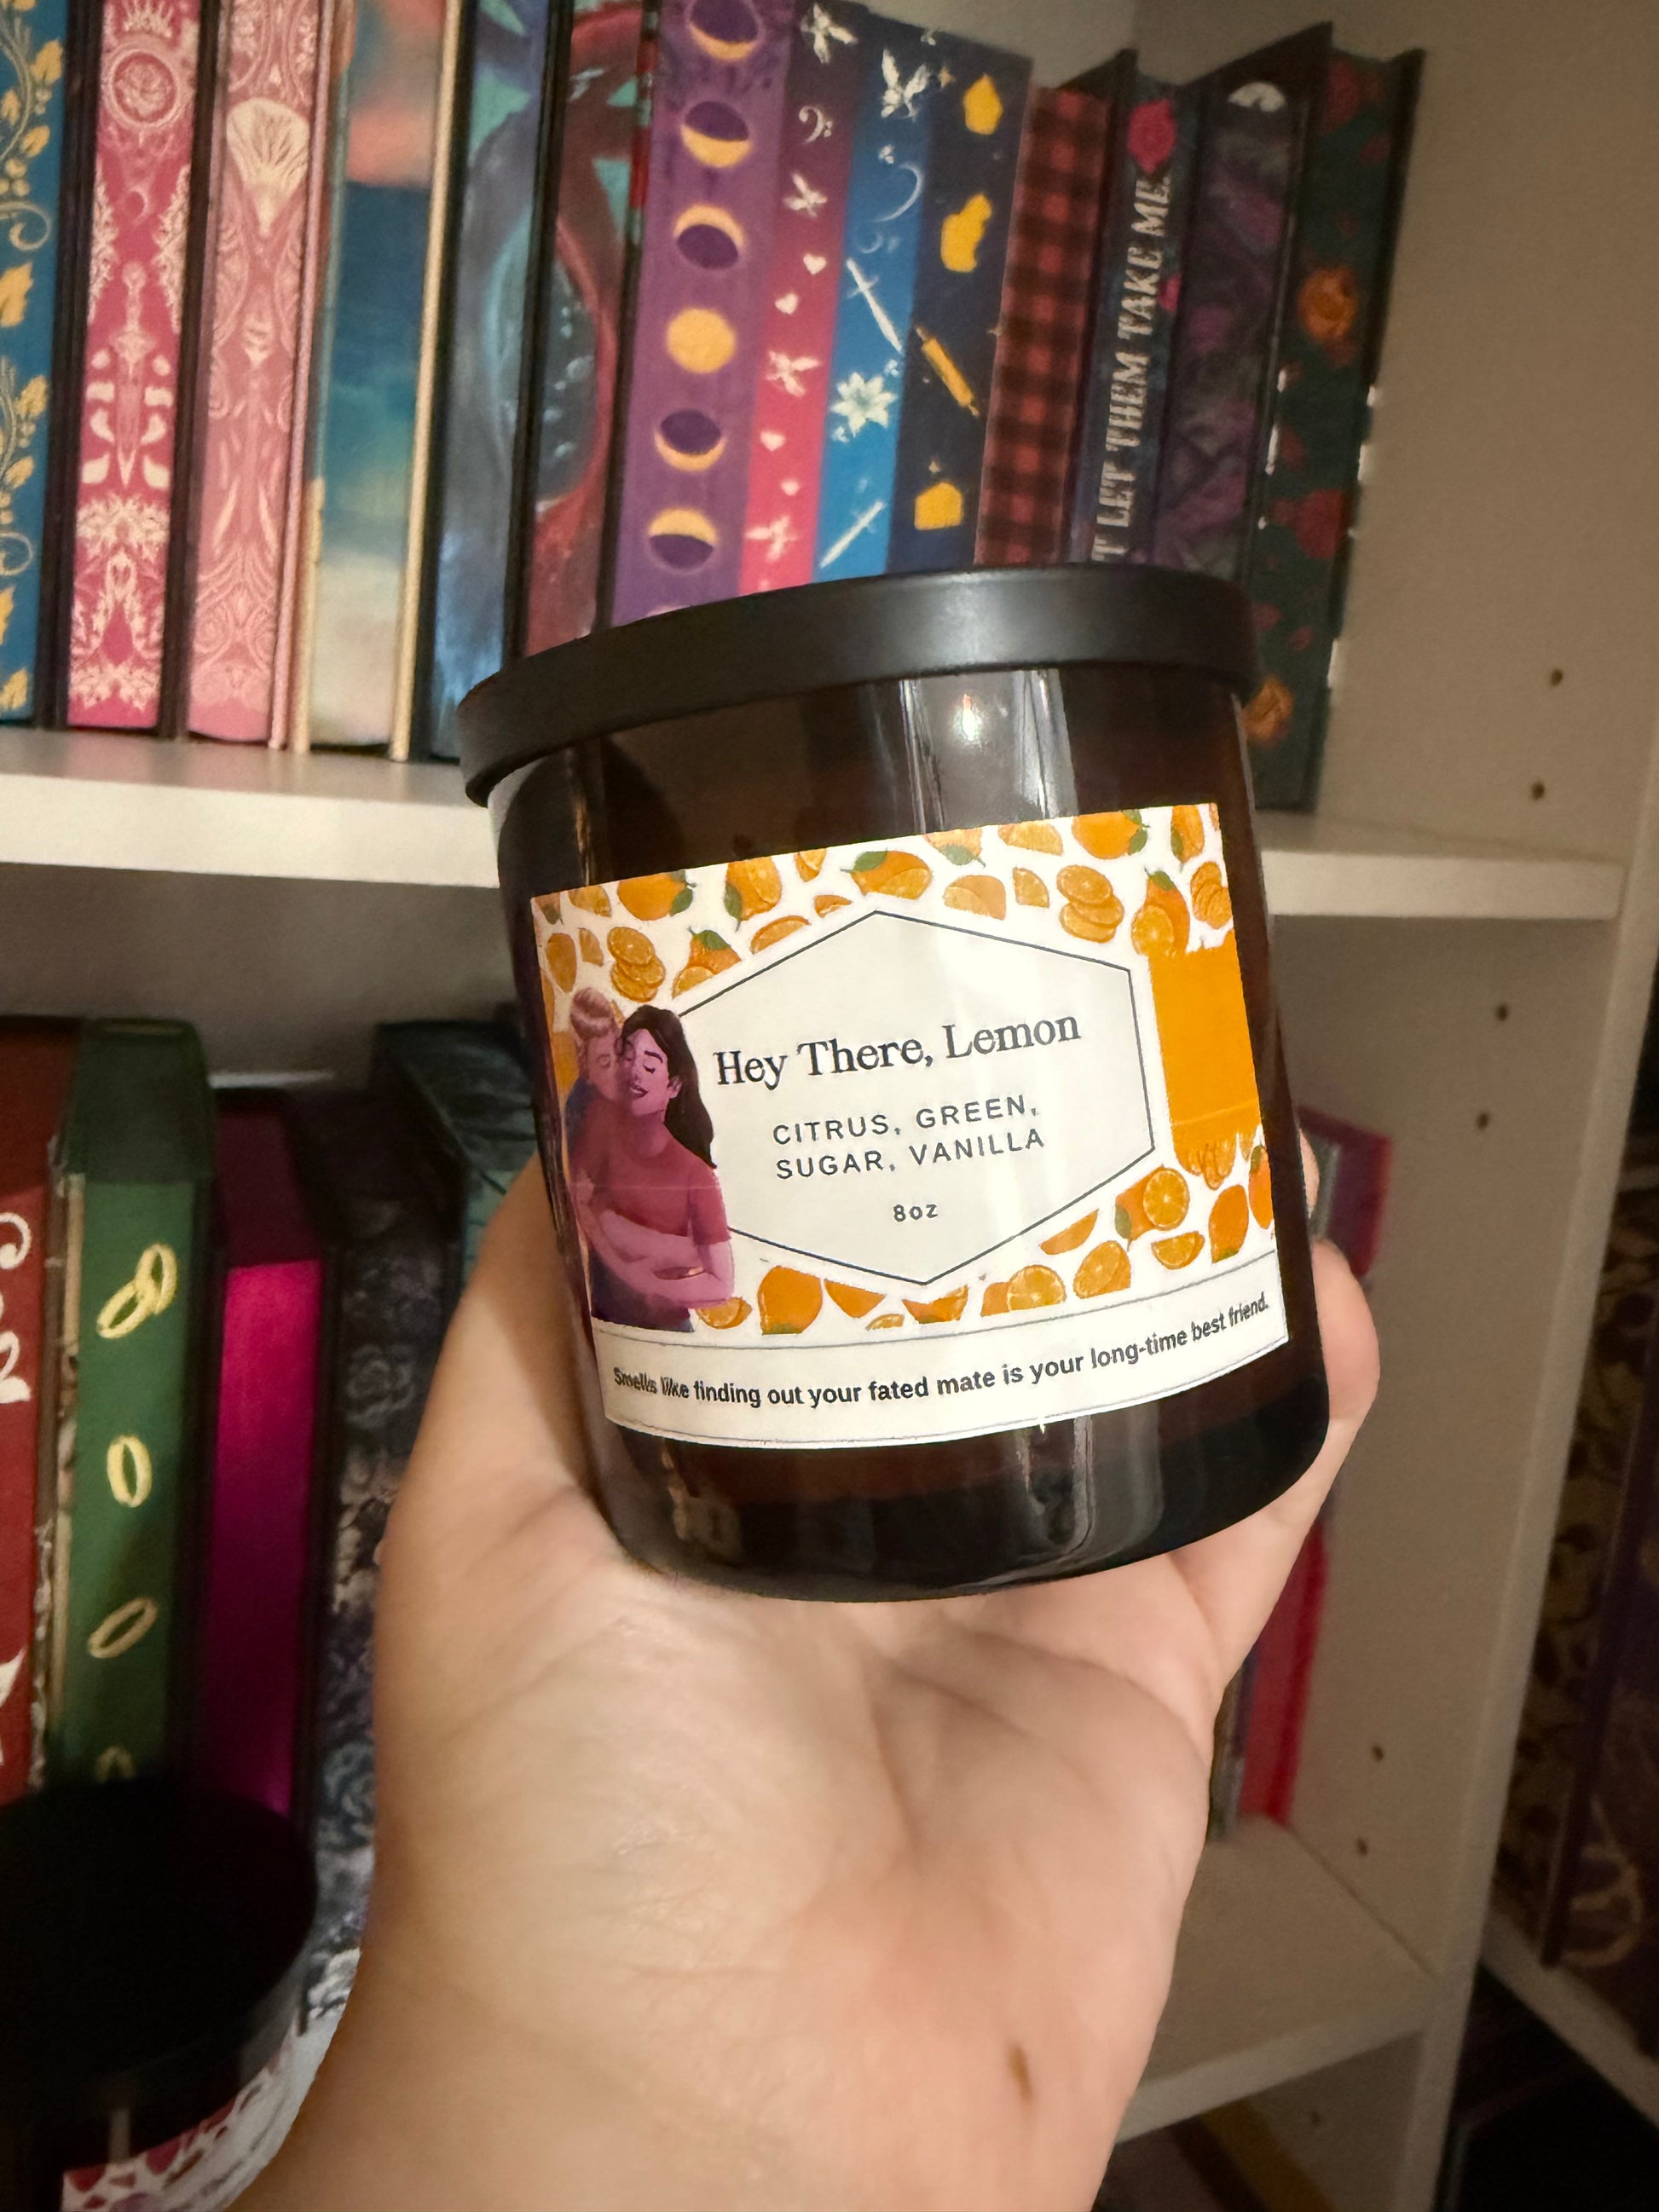 T LET THEM TAKE ME.
Hey There, Lemon
CITRUS, GREEN,
SUGAR, VANILLA
8oz
Smells like finding out your fated mate is your long-time best friend.